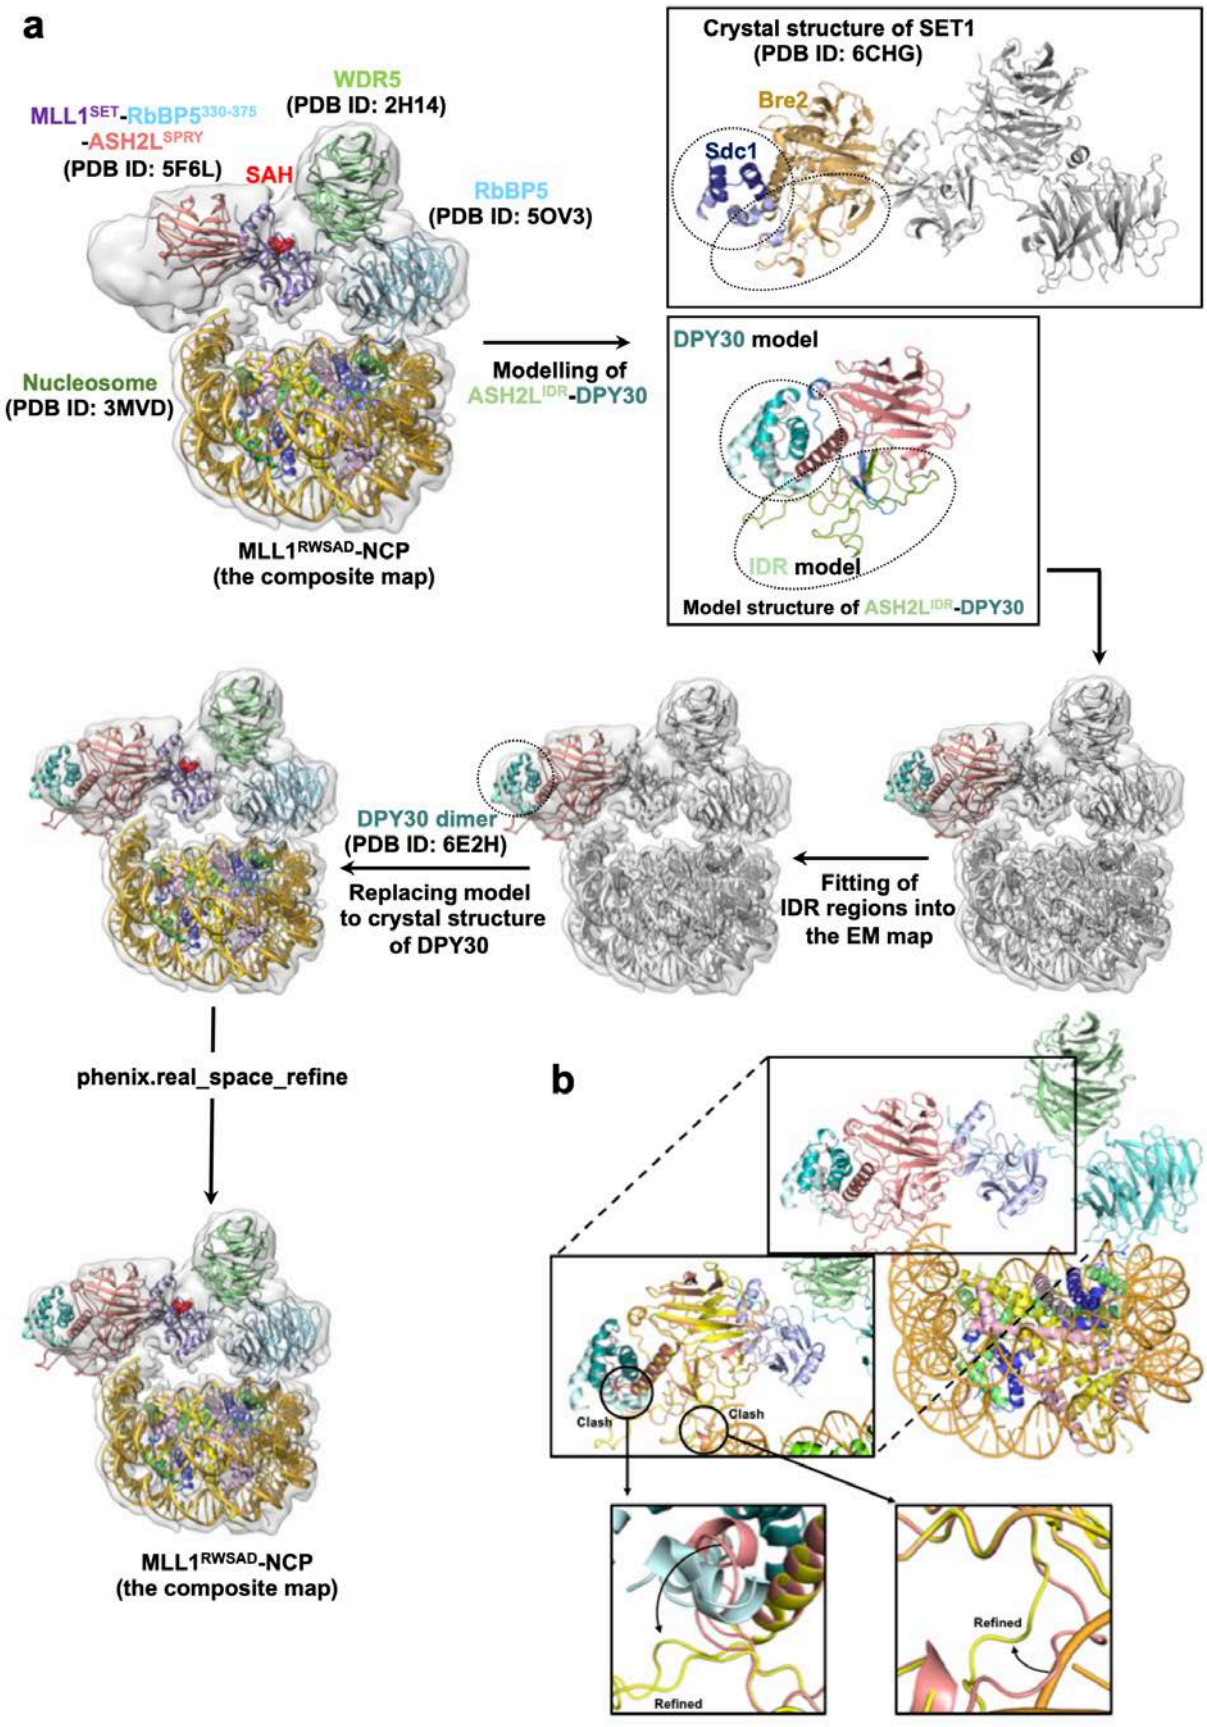 a
WDR5
(PDB ID: 2H14)
MLL1SET-RbBP5330-375
-ASH2LSPRY
(PDB ID: 5F6L)
SAH
RbBP5
(PDB ID: 5OV3)
Nucleosome
(PDB ID: 3MVD)
MLL1RWSAD-NCP
(the composite map)
Modelling of
ASH2LIDR-DPY30
Crystal structure of SET1
(PDB ID: 6CHG)
Bre2
Sdc1
DPY30 model
IDR model
Model structure of ASH2LIDR-DPY30
Fitting of
IDR regions into
the EM map
DPY30 dimer
(PDB ID: 6E2H)
Replacing model
to crystal structure
of DPY30
phenix.real_space_refine
MLL1RWSAD-NCP
(the composite map)
b
Clash
Clash
Refined
Refined